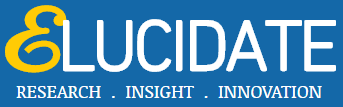 ELUCIDATE
RESEARCH . INSIGHT . INNOVATION